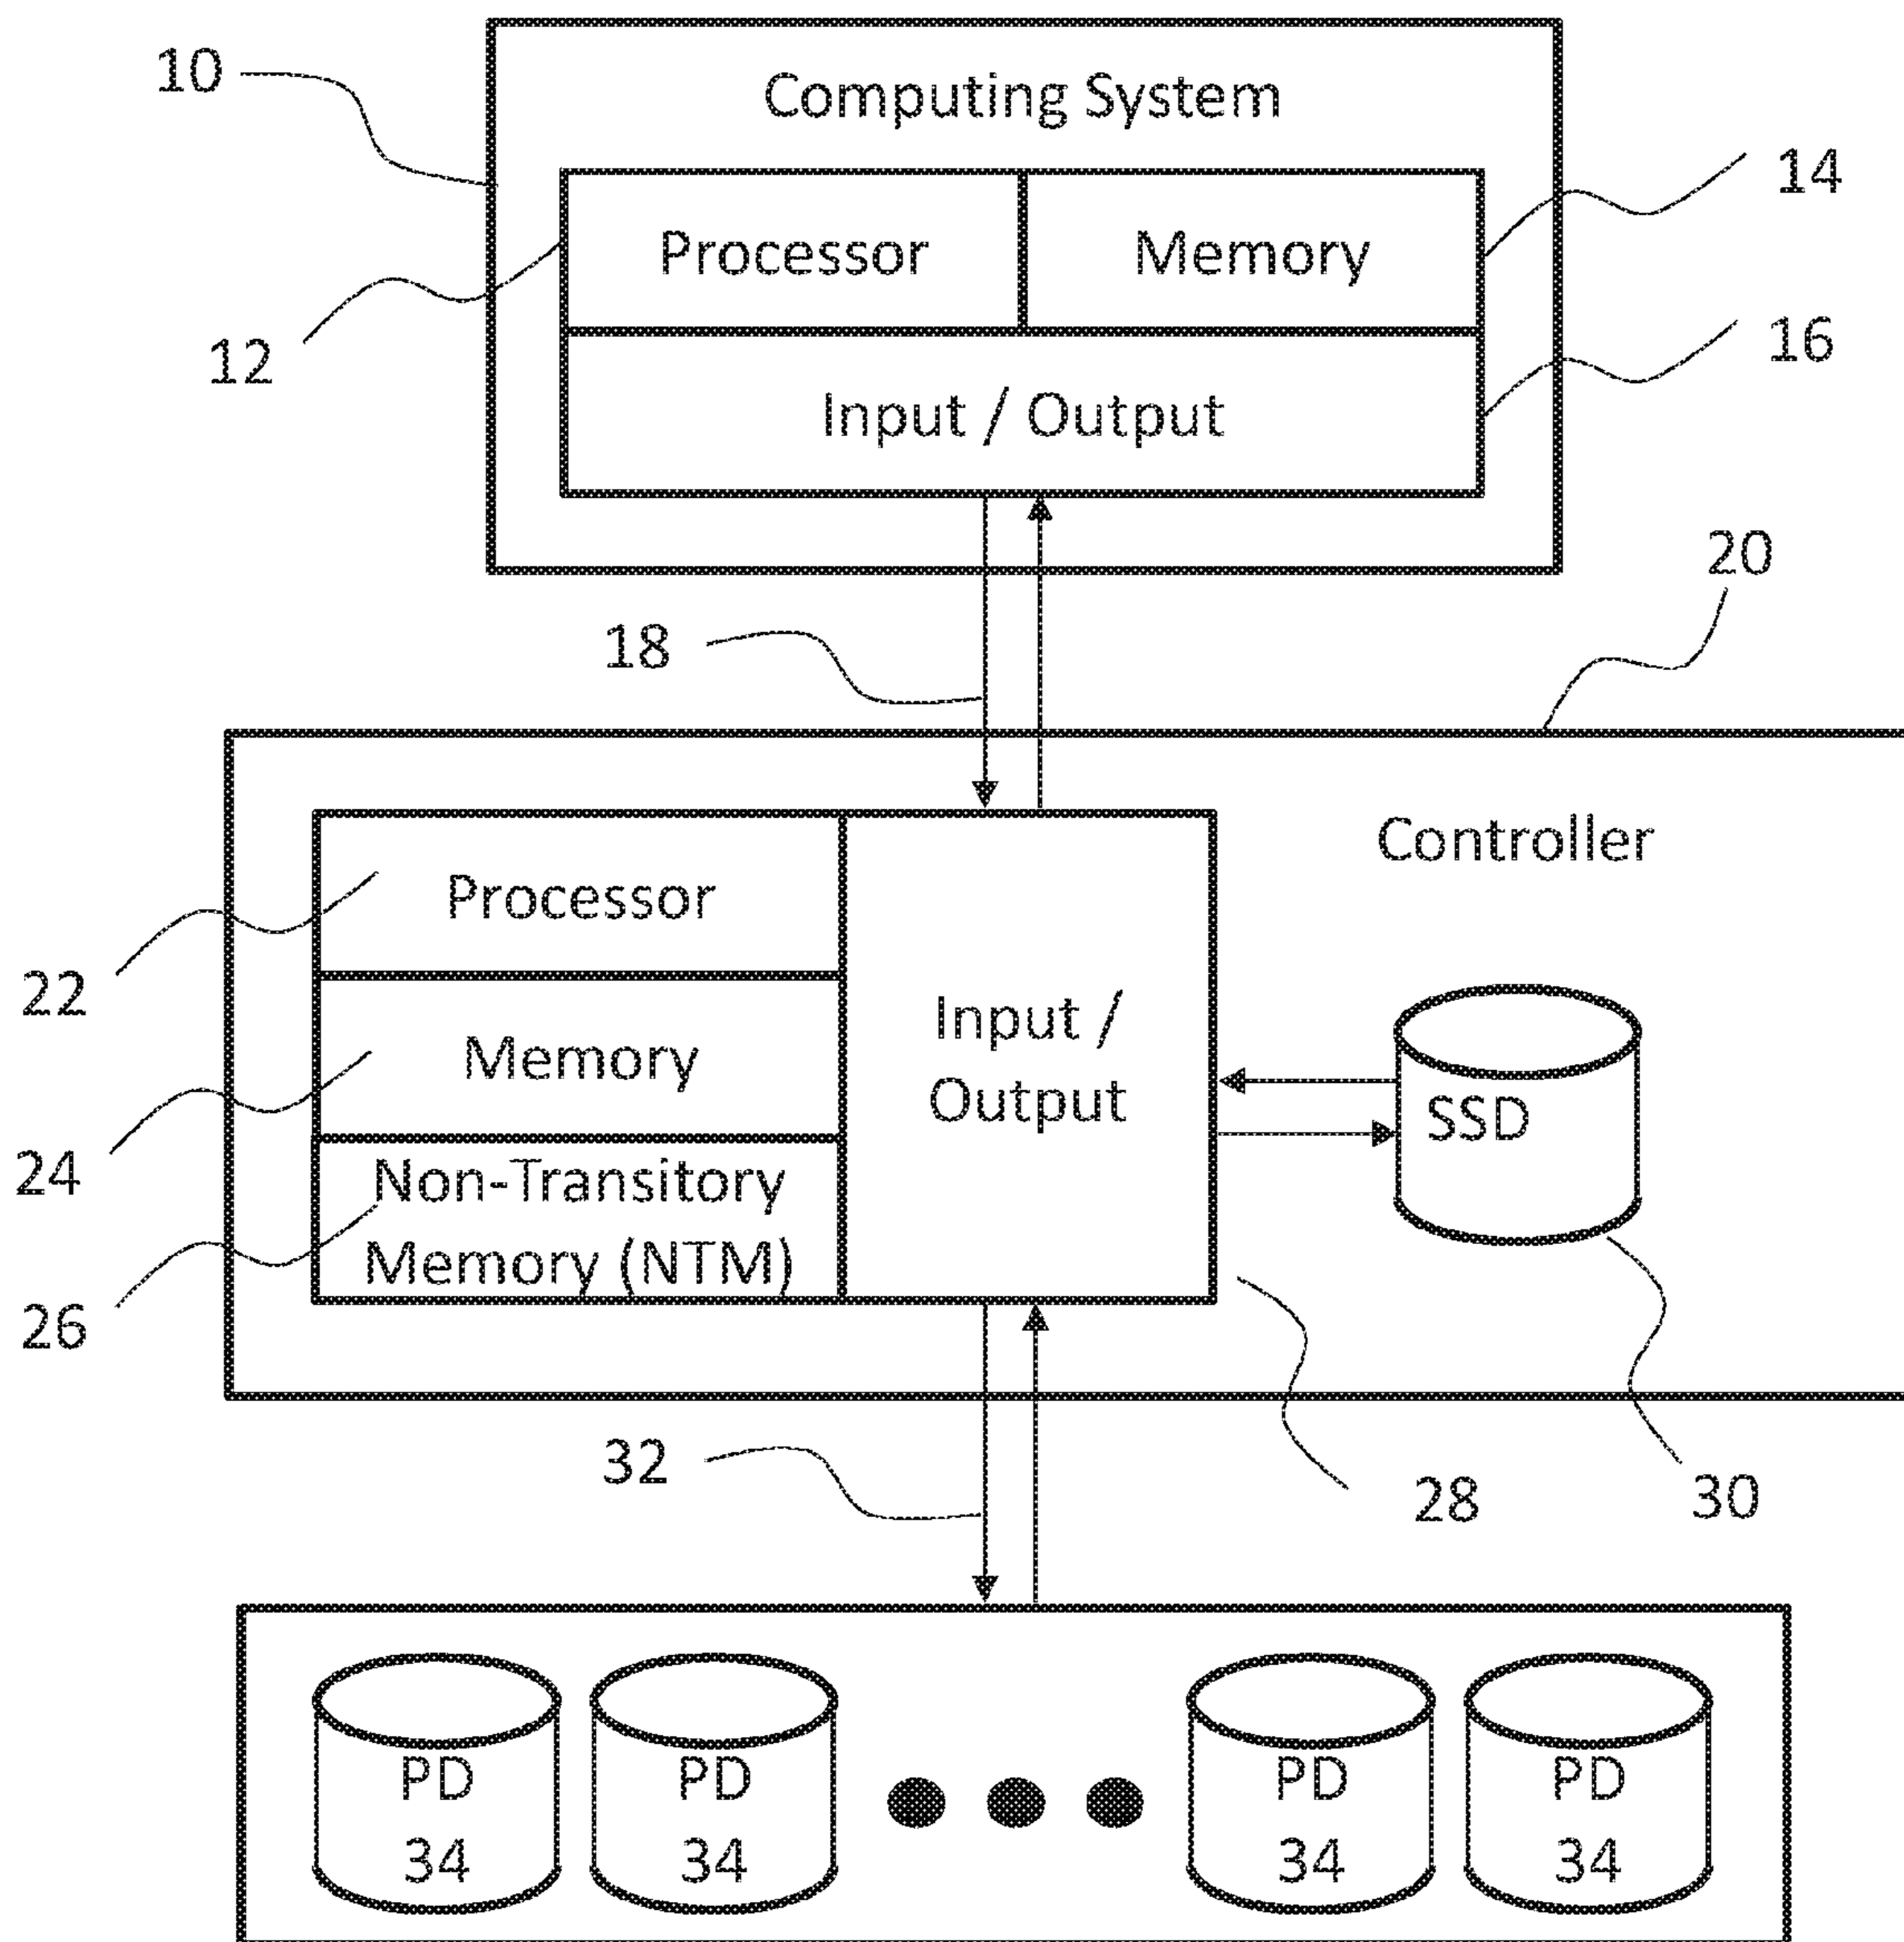 10
Computing System
14
Processor
Memory
12
16
Input / Output
20
18
Controller
Processor
22
Input /
Output
Memory
SSD
24
Non-Transitory
Memory (NTM)
26
32
28
30
PD
34
PD
34
PD
34
PD
34